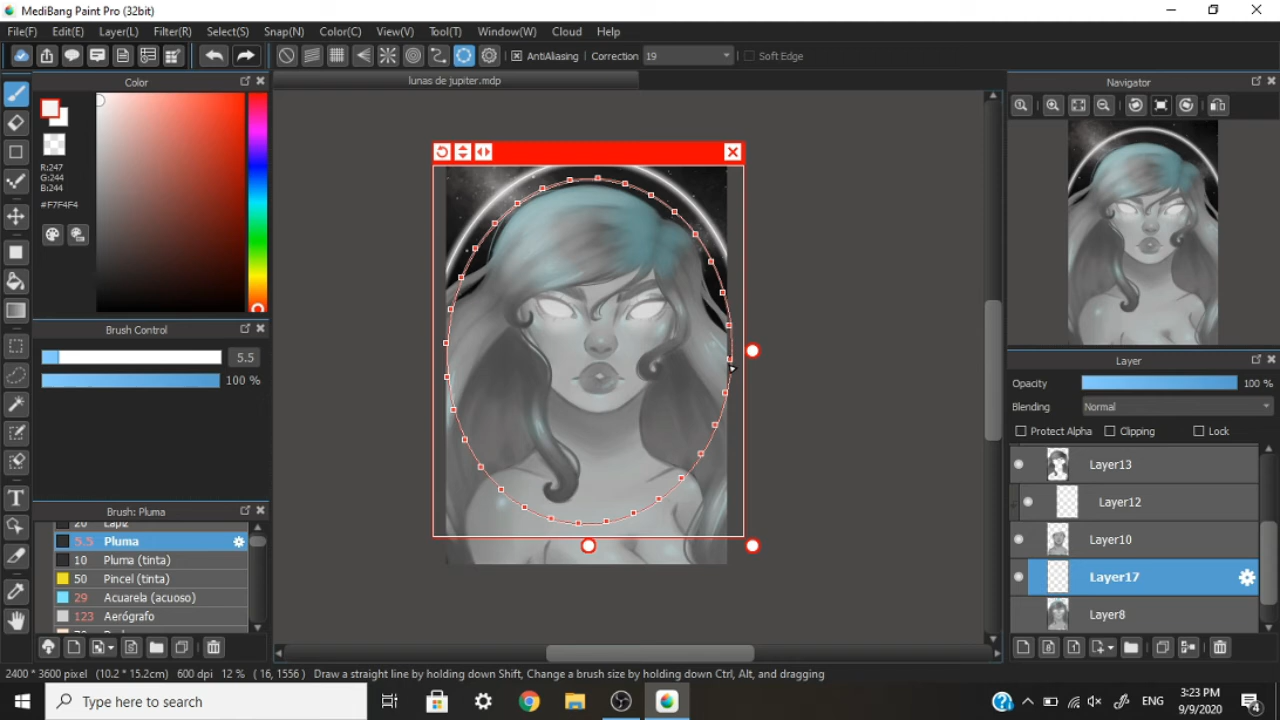 MediBang Paint Pro (32bit)
File(F) Edit(E) Layer(L) Filter(R) Select(S) Snap(N) Color(C) View(V) Tool(T) Window(W) Cloud Help
AntiAliasing Correction 19 Soft Edge
Color
lunas de jupiter.mdp
Navigator
R:247
G:244
B:244
#F7F4F4
Brush Control
5.5
100 %
Layer
Opacity 100 %
Blending Normal
Protect Alpha Clipping Lock
Layer13
Layer12
Layer10
Layer17
Layer8
Brush: Pluma
20 Lapiz
5.5 Pluma
10 Pluma (tinta)
50 Pincel (tinta)
29 Acuarela (acuoso)
123 Aerógrafo
2400 * 3600 pixel (10.2 * 15.2cm) 600 dpi 12 % ( 16, 1556 ) Draw a straight line by holding down Shift, Change a brush size by holding down Ctrl, Alt, and dragging
Type here to search
ENG
3:23 PM
9/9/2020
4